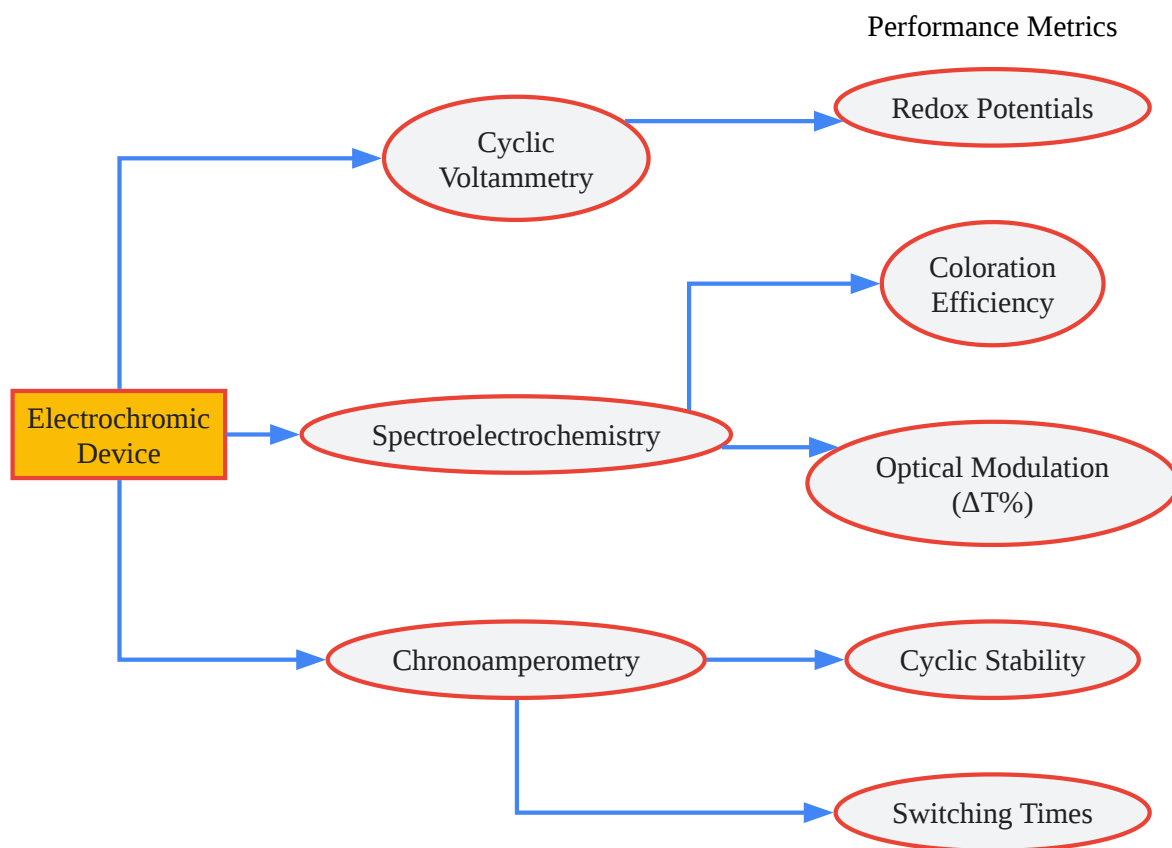 Performance Metrics
Redox Potentials
Cyclic
Voltammetry
Coloration
Efficiency
Electrochromic
Device
Spectroelectrochemistry
Optical Modulation
(ΔT%)
Chronoamperometry
Cyclic Stability
Switching Times